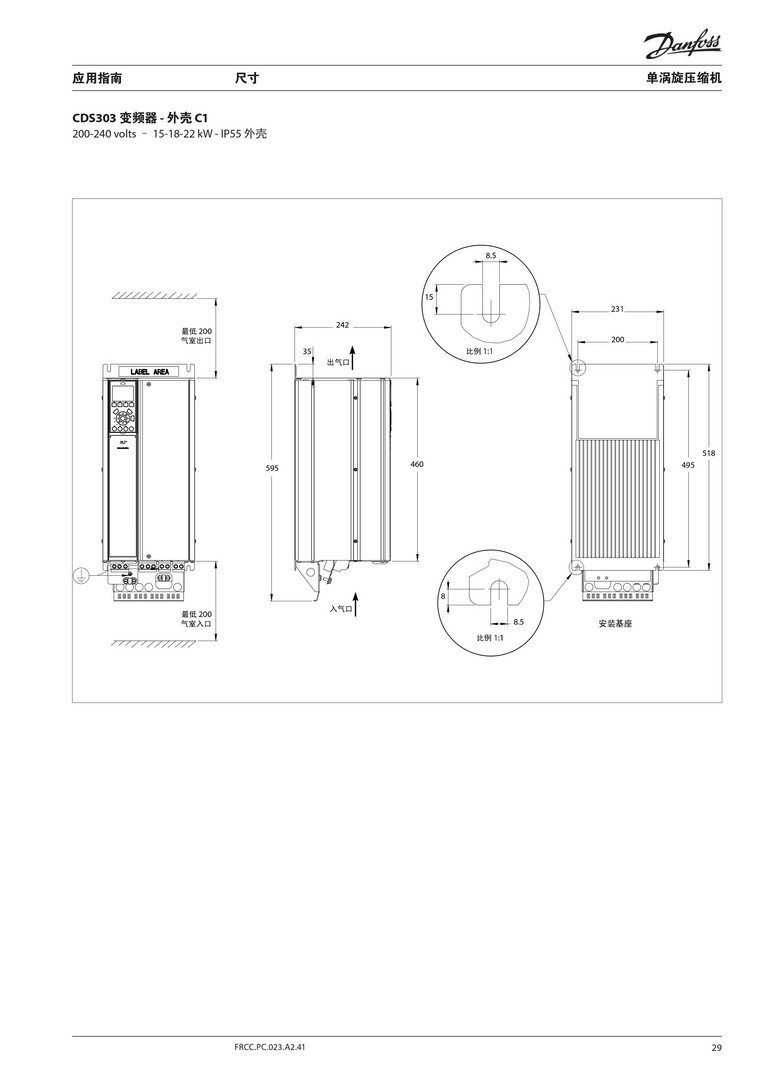 Danfoss
应用指南 尺寸 单涡旋压缩机
CDS303 变频器 - 外壳 C1
200-240 volts － 15-18-22 kW - IP55 外壳
8.5
15
比例 1:1
231
200
242
35
出气口
最低 200
气室出口
LABEL AREA
595
460
495
518
最低 200
气室入口
入气口
8
8.5
比例 1:1
安装基座
FRCC.PC.023.A2.41 29